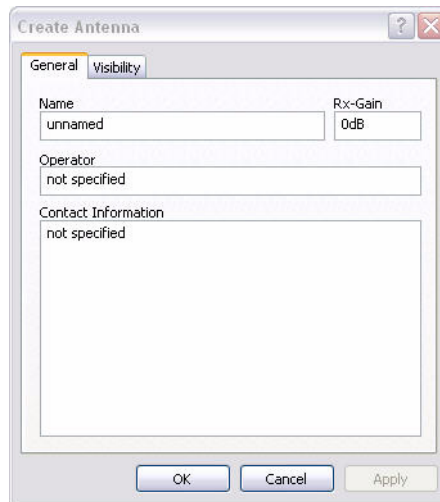 Create Antenna
General Visibility
Name Rx-Gain
unnamed 0dB
Operator
not specified
Contact Information
not specified
OK Cancel Apply